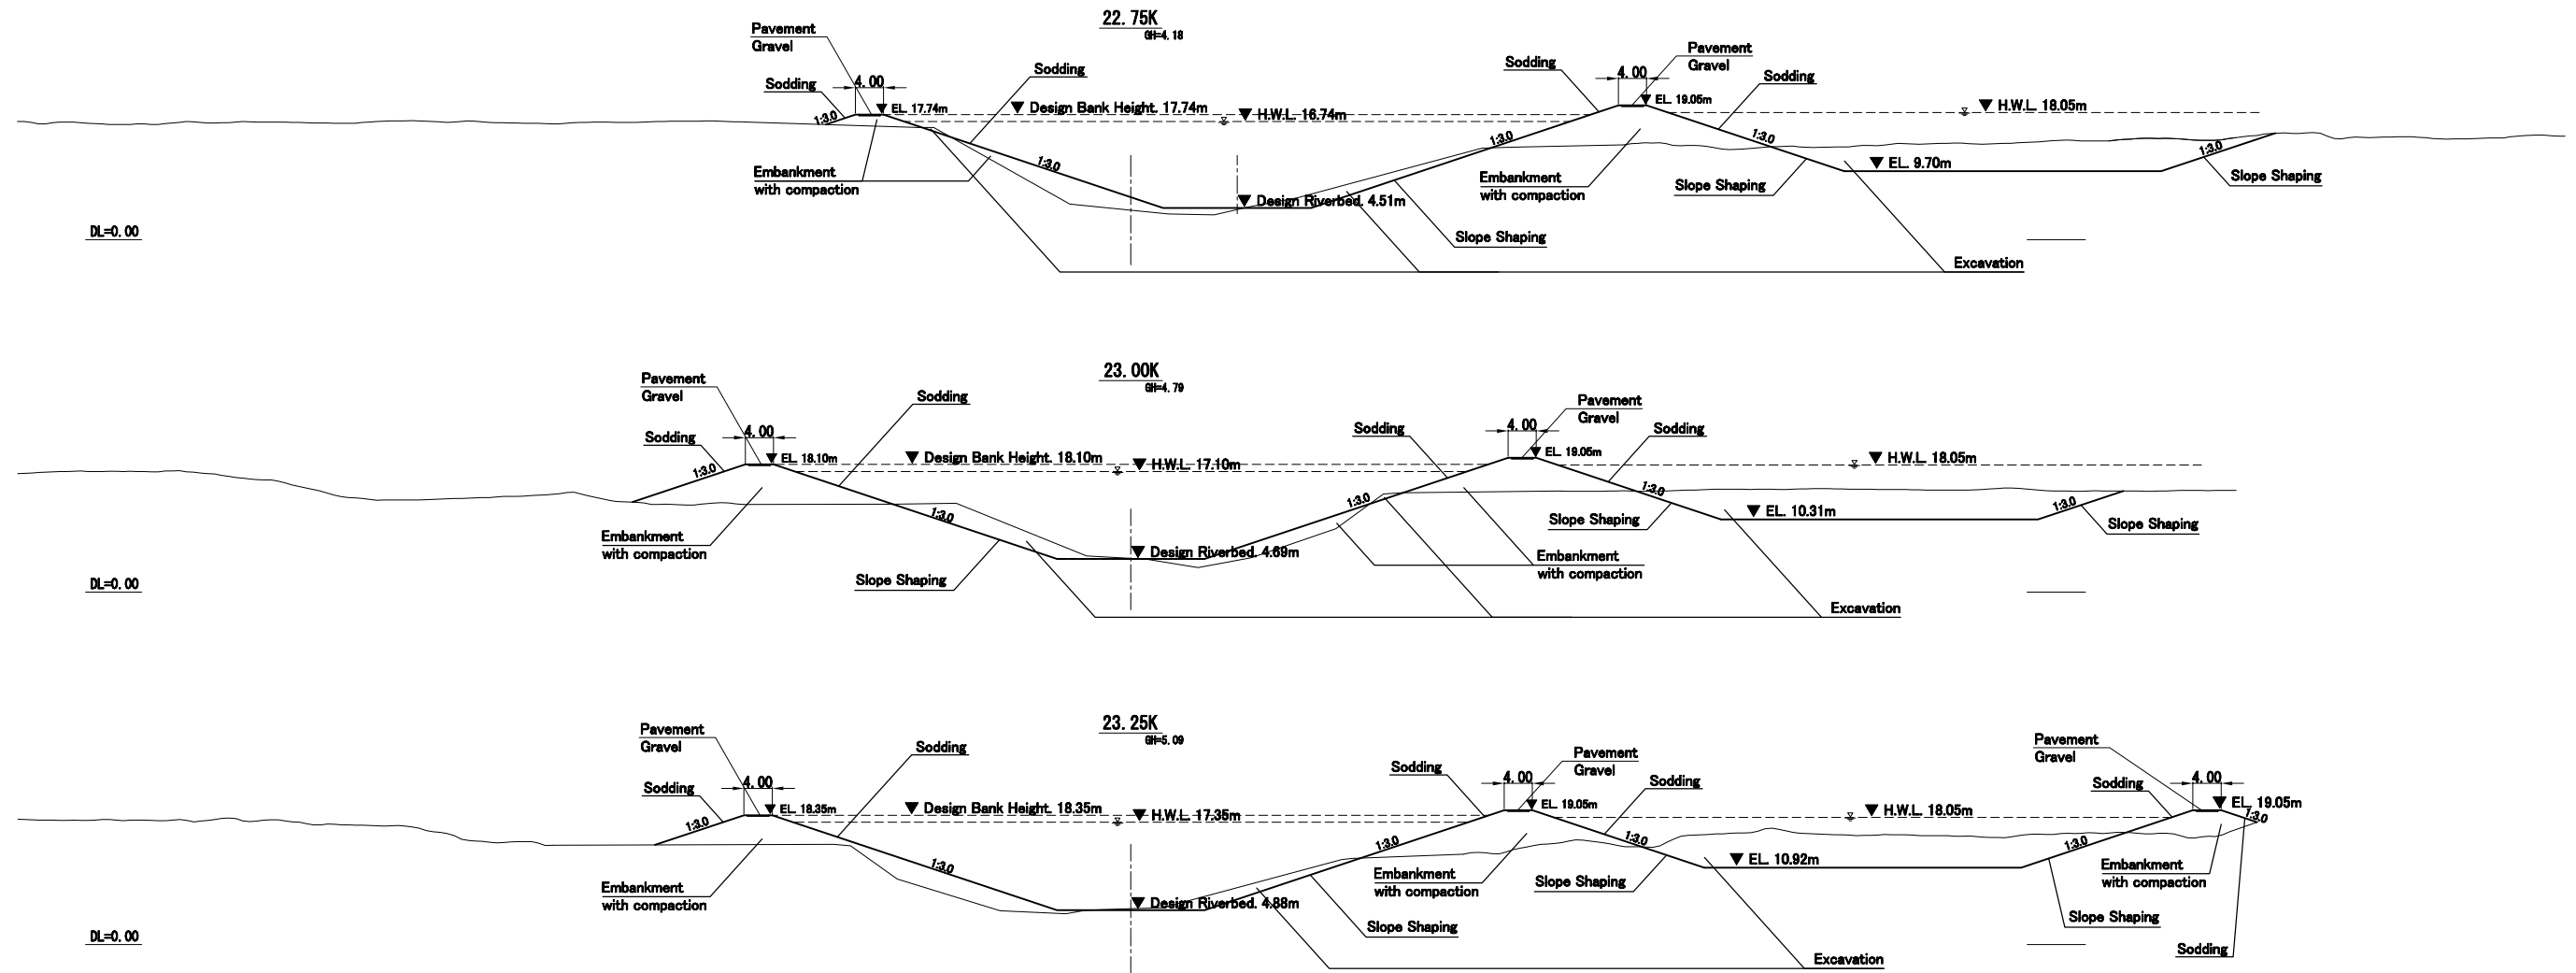 22.75K
GH=4.18
Pavement
Gravel
Sodding
4.00
EL. 17.74m
Sodding
Design Bank Height. 17.74m
H.W.L. 16.74m
Sodding
4.00
Pavement
Gravel
EL. 19.05m
Sodding
H.W.L. 18.05m
1:3.0
1:3.0
1:3.0
1:3.0
1:3.0
Embankment
with compaction
Design Riverbed. 4.51m
Embankment
with compaction
Slope Shaping
EL. 9.70m
Slope Shaping
Slope Shaping
DL=0.00
Excavation
23.00K
GH=4.79
Pavement
Gravel
Sodding
4.00
EL. 18.10m
Sodding
Design Bank Height. 18.10m
H.W.L. 17.10m
Sodding
4.00
Pavement
Gravel
EL. 19.05m
Sodding
H.W.L. 18.05m
1:3.0
1:3.0
1:3.0
1:3.0
1:3.0
Embankment
with compaction
Slope Shaping
Design Riverbed. 4.69m
Embankment
with compaction
Slope Shaping
EL. 10.31m
Slope Shaping
DL=0.00
Excavation
23.25K
GH=5.09
Pavement
Gravel
Sodding
4.00
EL. 18.35m
Sodding
Design Bank Height. 18.35m
H.W.L. 17.35m
Sodding
4.00
Pavement
Gravel
EL. 19.05m
Sodding
H.W.L. 18.05m
Pavement
Gravel
Sodding
4.00
EL. 19.05m
1:3.0
1:3.0
1:3.0
1:3.0
1:3.0
1:3.0
Embankment
with compaction
Design Riverbed. 4.88m
Embankment
with compaction
Slope Shaping
Slope Shaping
EL. 10.92m
Embankment
with compaction
Slope Shaping
Sodding
DL=0.00
Excavation